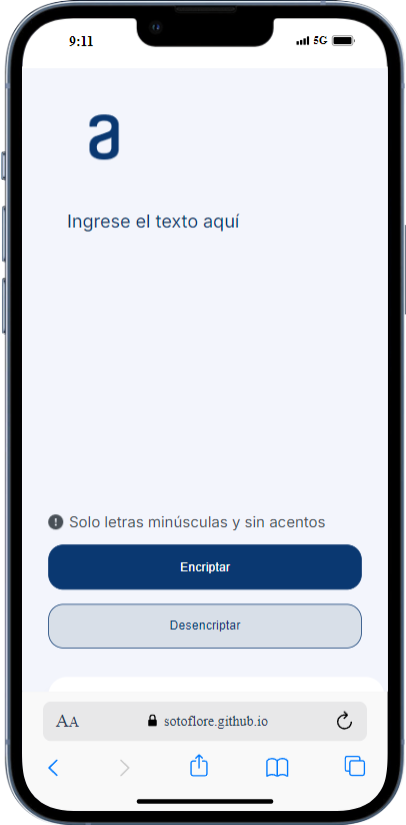 9:11
5G
a
Ingrese el texto aquí
! Solo letras minúsculas y sin acentos
Encriptar
Desencriptar
AA
sotoflore.github.io